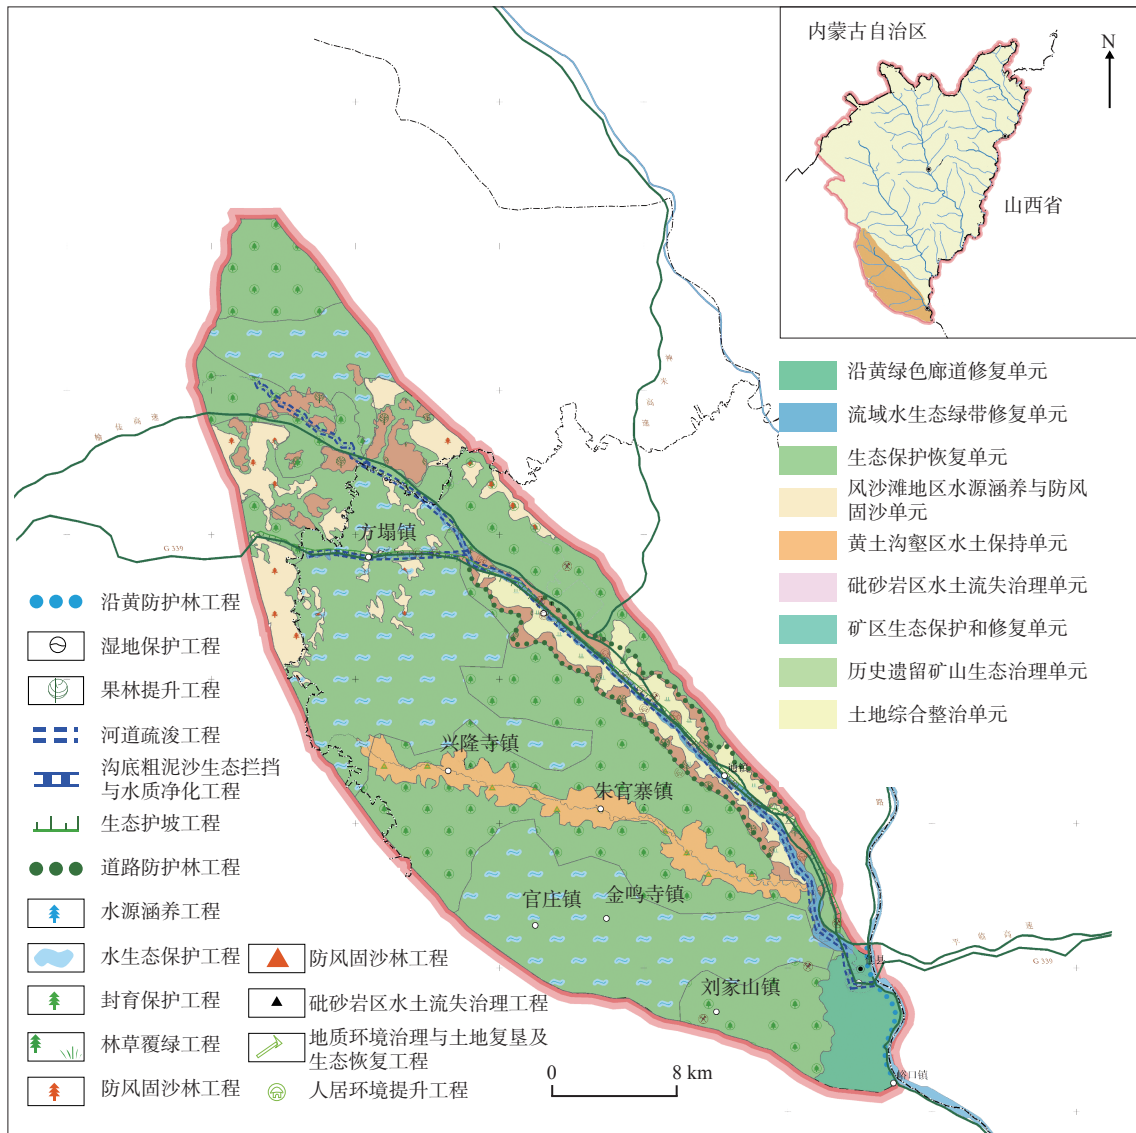 内蒙古自治区
N
山西省
沿黄绿色廊道修复单元
流域水生态绿带修复单元
生态保护恢复单元
风沙滩地区水源涵养与防风
固沙单元
黄土沟壑区水土保持单元
砒砂岩区水土流失治理单元
矿区生态保护和修复单元
历史遗留矿山生态治理单元
土地综合整治单元
榆佳高速
榆米高速
G 339
方塌镇
通镇
兴隆寺镇
朱官寨镇
官庄镇
金鸣寺镇
刘家山镇
G 339
沿黄防护林工程
湿地保护工程
果林提升工程
河道疏浚工程
沟底粗泥沙生态拦挡
与水质净化工程
生态护坡工程
道路防护林工程
水源涵养工程
水生态保护工程
封育保护工程
林草覆绿工程
防风固沙林工程
防风固沙林工程
砒砂岩区水土流失治理工程
地质环境治理与土地复垦及
生态恢复工程
人居环境提升工程
0
8 km